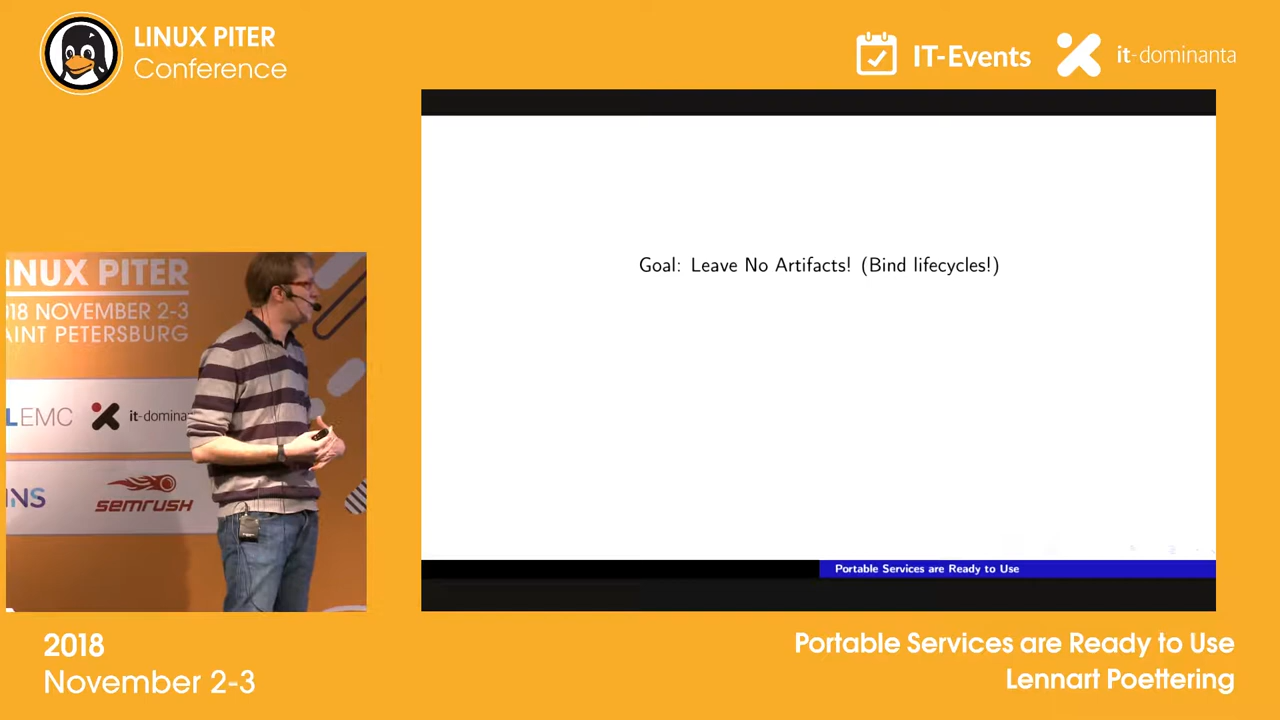 LINUX PITER
Conference
IT-Events
it-dominanta
Goal: Leave No Artifacts! (Bind lifecycles!)
Portable Services are Ready to Use
INUX PITER
018 NOVEMBER 2-3
AINT PETERSBURG
LEMC
it-domina
INS
SEMRUSH
2018
November 2-3
Portable Services are Ready to Use
Lennart Poettering